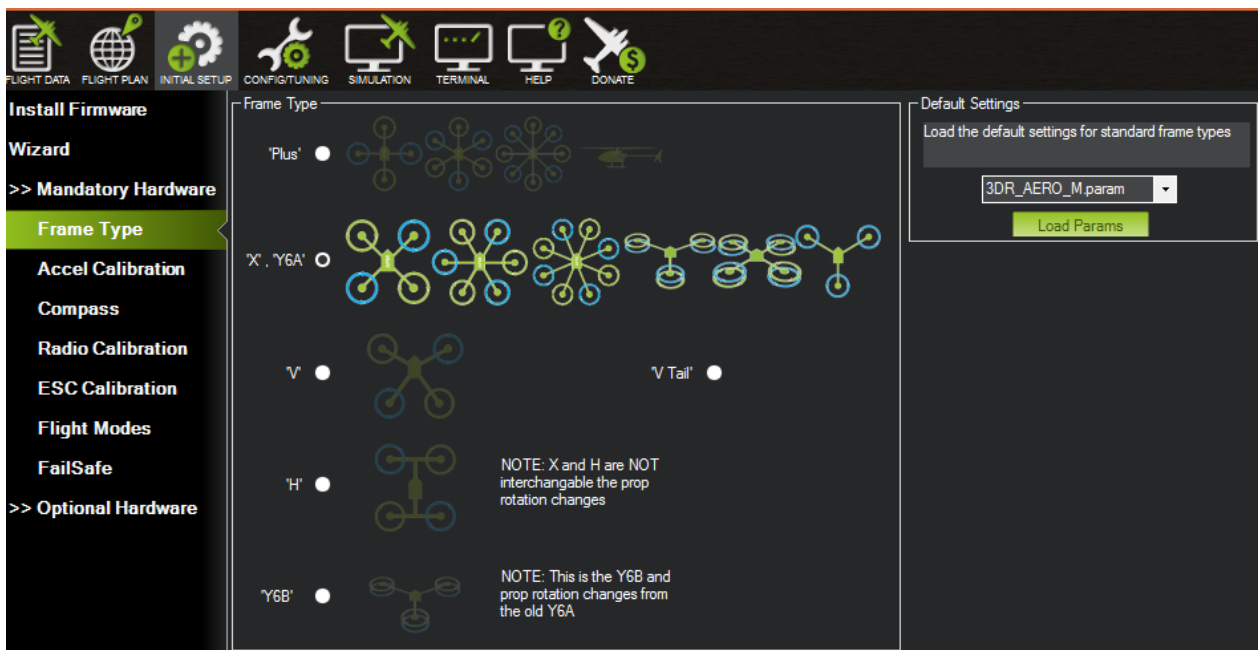 FLIGHT DATA
FLIGHT PLAN
INITIAL SETUP
CONFIG/TUNING
SIMULATION
TERMINAL
HELP
DONATE
Install Firmware
Wizard
>> Mandatory Hardware
Frame Type
Accel Calibration
Compass
Radio Calibration
ESC Calibration
Flight Modes
FailSafe
>> Optional Hardware
Frame Type
'Plus'
'X', 'Y6A'
'V'
'V Tail'
'H'
NOTE: X and H are NOT
interchangable the prop
rotation changes
'Y6B'
NOTE: This is the Y6B and
prop rotation changes from
the old Y6A
Default Settings
Load the default settings for standard frame types
3DR_AERO_M.param
Load Params